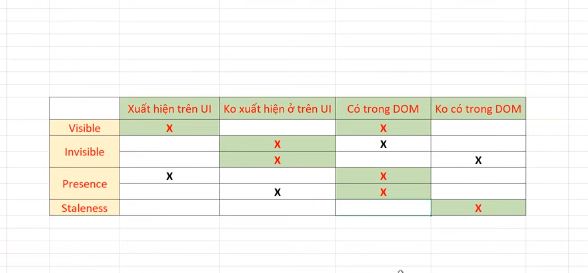 Xuất hiện trên UI Ko xuất hiện ở trên UI Có trong DOM Ko có trong DOM
Visible X X
Invisible X X
X X
Presence X X
X X
Staleness X